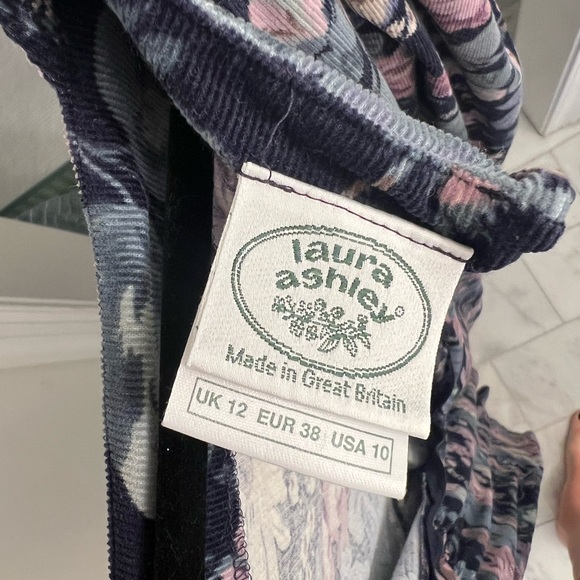 laura
ashley®
Made in Great Britain
UK 12 EUR 38 USA 10